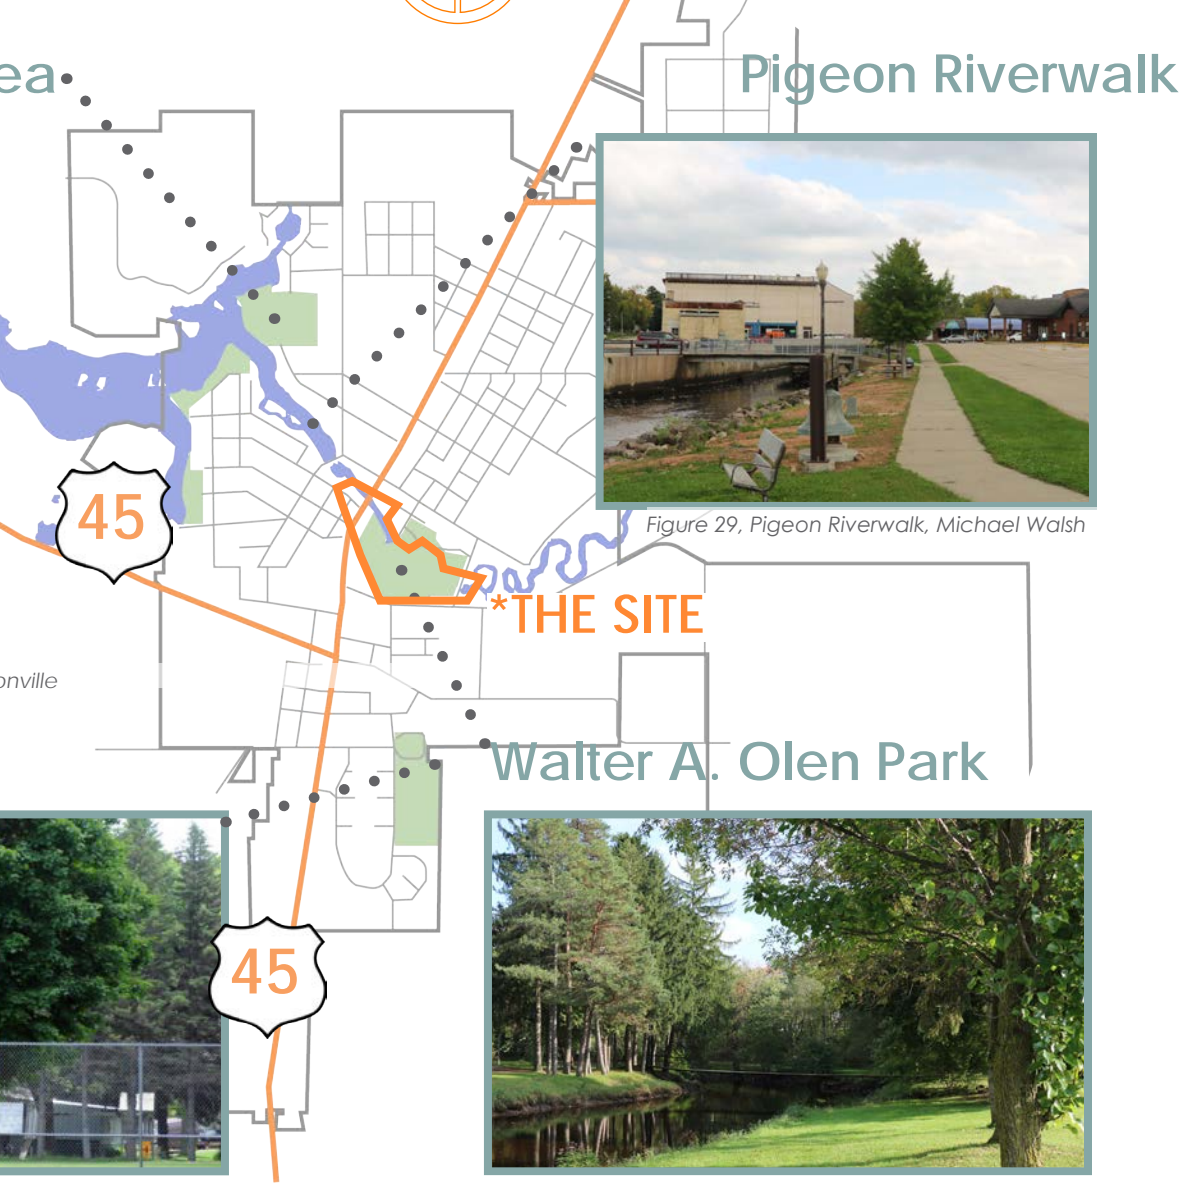 ea
Pigeon Riverwalk
45
Figure 29, Pigeon Riverwalk, Michael Walsh
*THE SITE
onville
Walter A. Olen Park
45